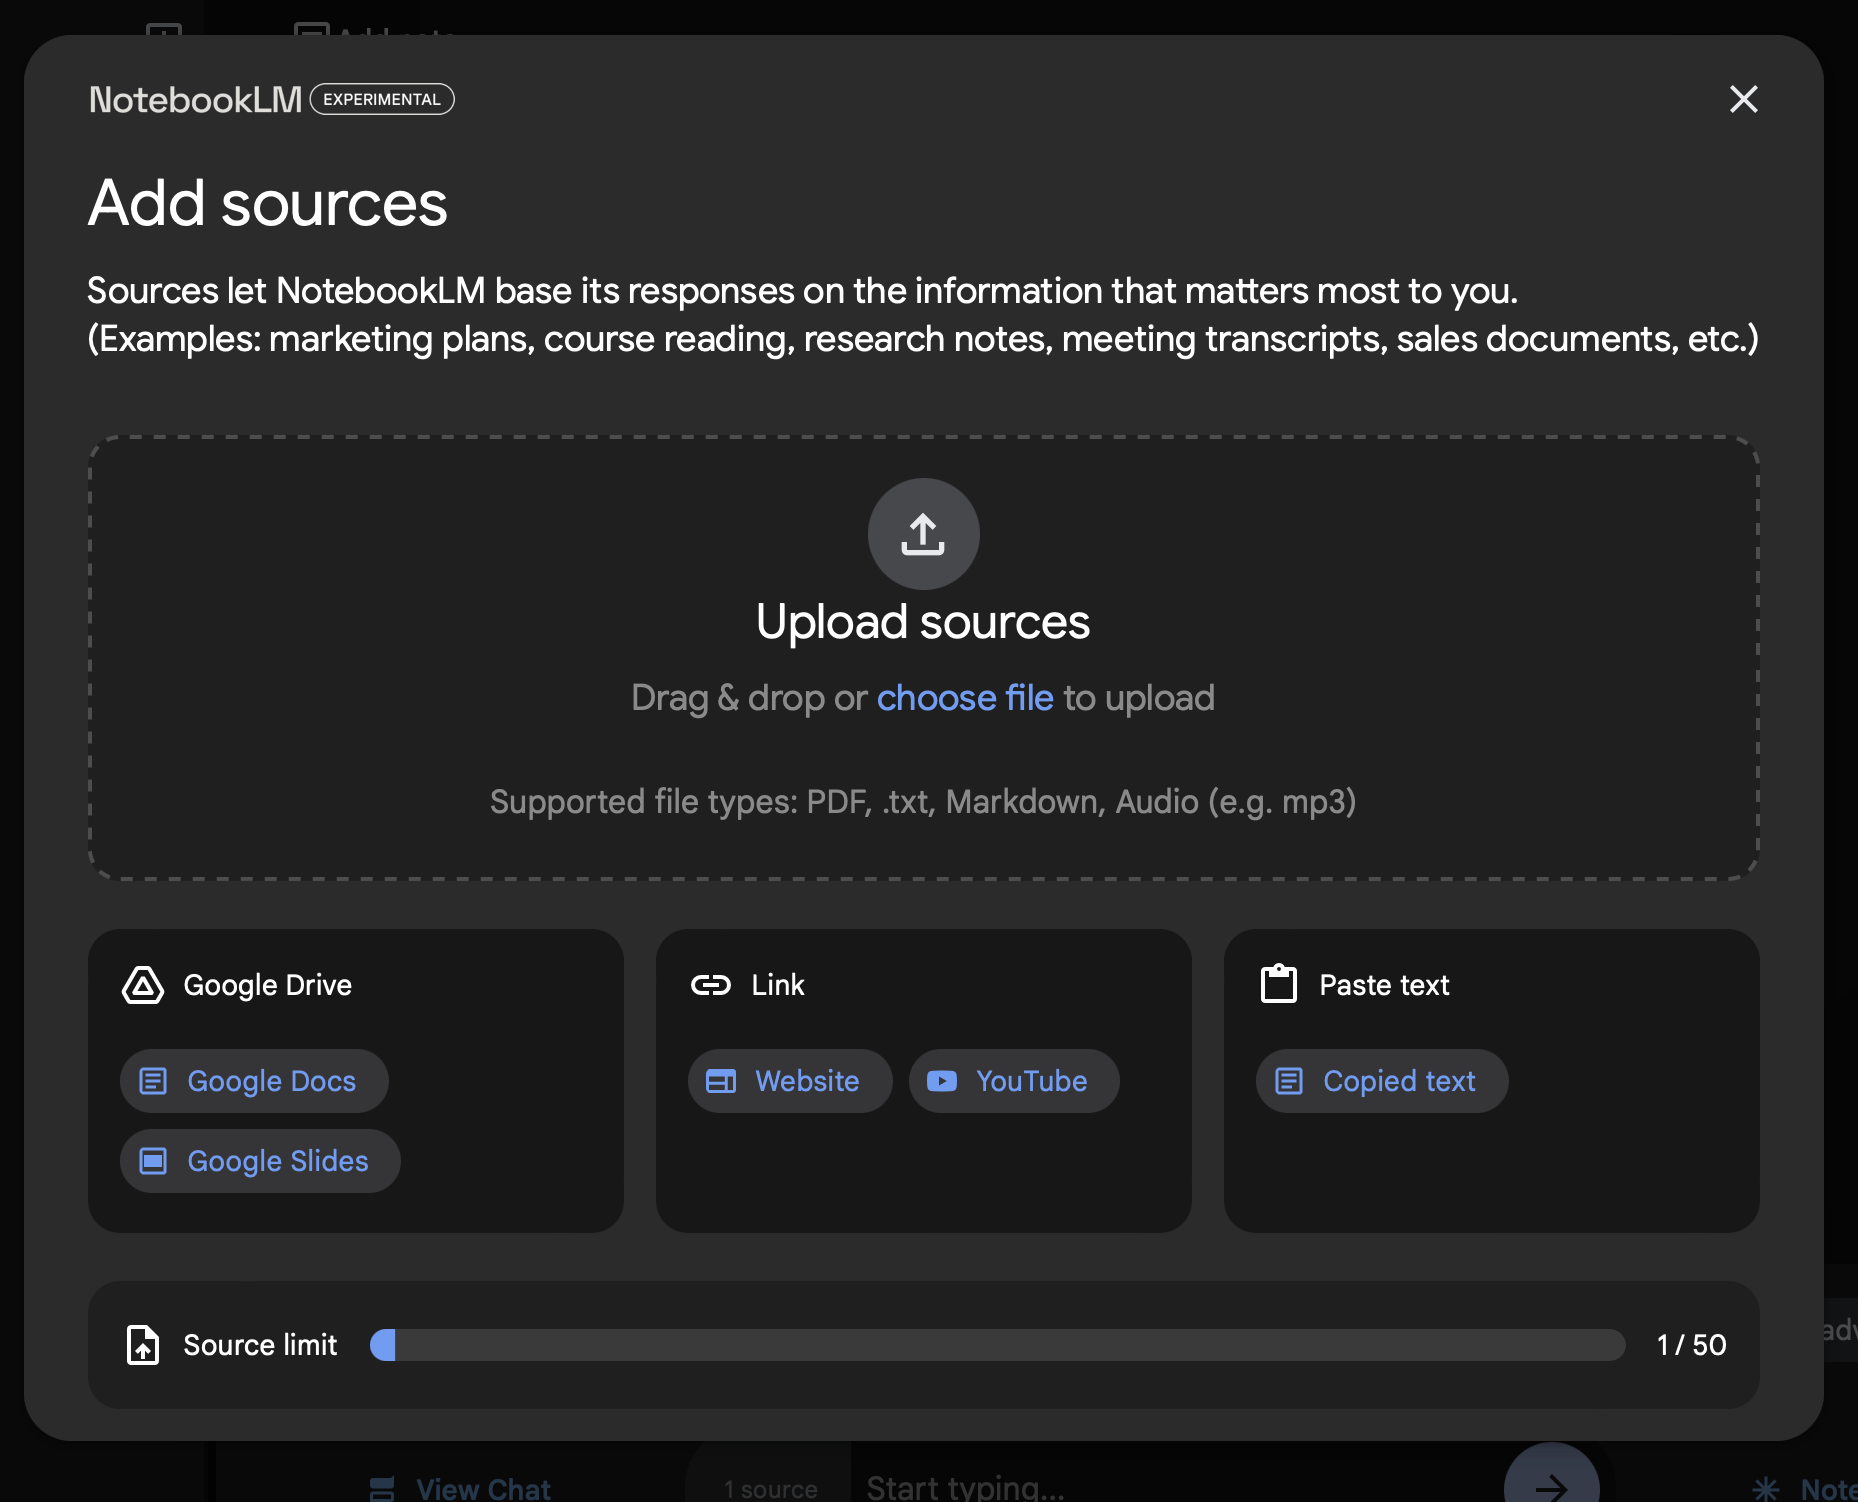 Add note
NotebookLM EXPERIMENTAL
Add sources
Sources let NotebookLM base its responses on the information that matters most to you.
(Examples: marketing plans, course reading, research notes, meeting transcripts, sales documents, etc.)
Upload sources
Drag & drop or choose file to upload
Supported file types: PDF, .txt, Markdown, Audio (e.g. mp3)
Google Drive
Google Docs
Google Slides
Link
Website YouTube
Paste text
Copied text
Source limit 1 / 50
View Chat 1 source Start typing...